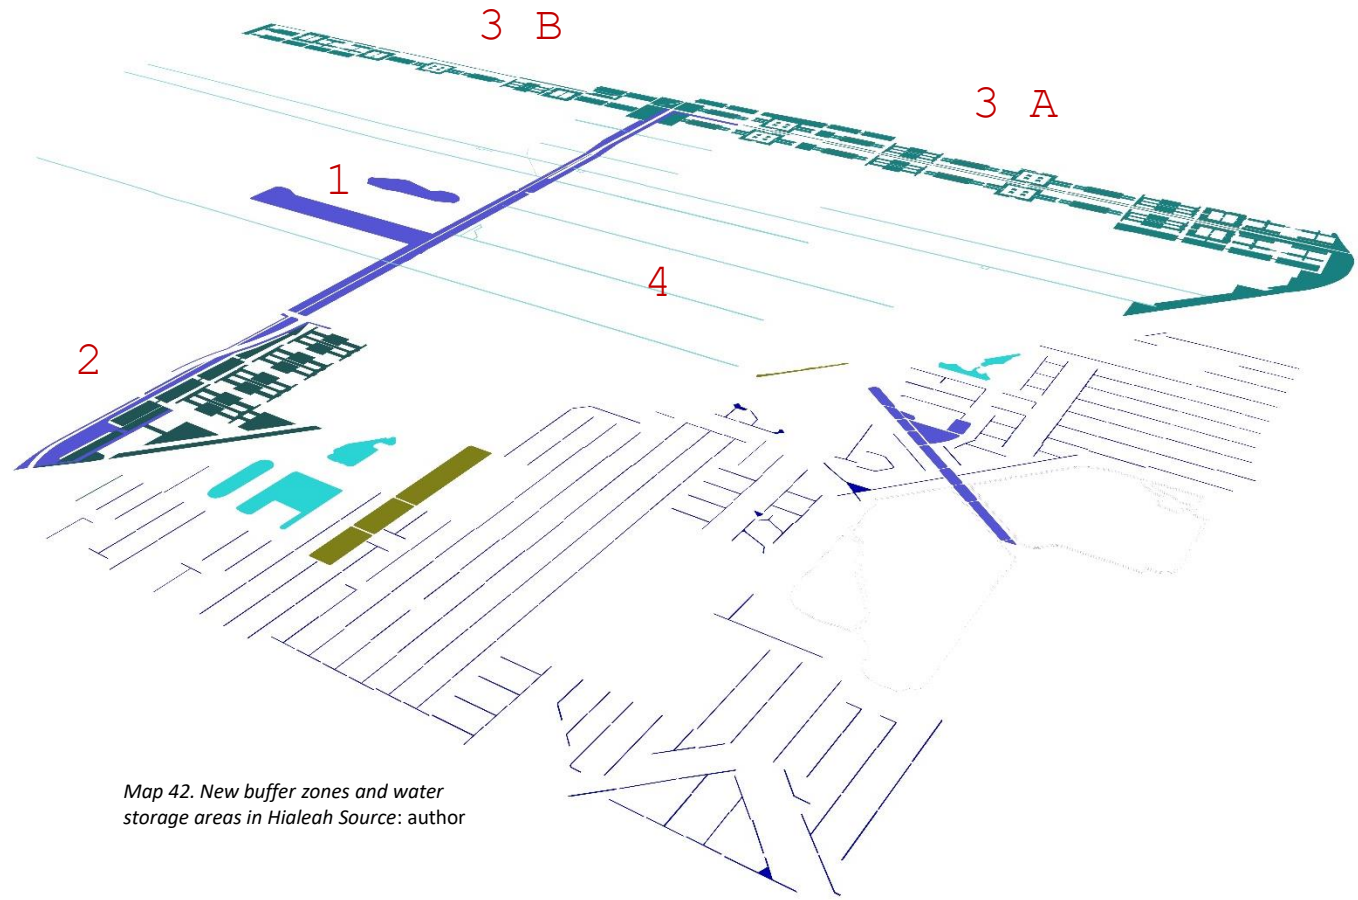 3 B
3 A
1
4
2
Map 42. New buffer zones and water
storage areas in Hialeah Source: author